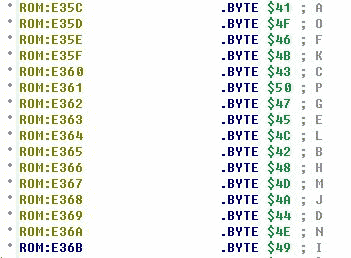 ROM:E35C .BYTE $41 ; A
ROM:E35D .BYTE $4F ; O
ROM:E35E .BYTE $46 ; F
ROM:E35F .BYTE $4B ; K
ROM:E360 .BYTE $43 ; C
ROM:E361 .BYTE $50 ; P
ROM:E362 .BYTE $47 ; G
ROM:E363 .BYTE $45 ; E
ROM:E364 .BYTE $4C ; L
ROM:E365 .BYTE $42 ; B
ROM:E366 .BYTE $48 ; H
ROM:E367 .BYTE $4D ; M
ROM:E368 .BYTE $4A ; J
ROM:E369 .BYTE $44 ; D
ROM:E36A .BYTE $4E ; N
ROM:E36B .BYTE $49 ; I